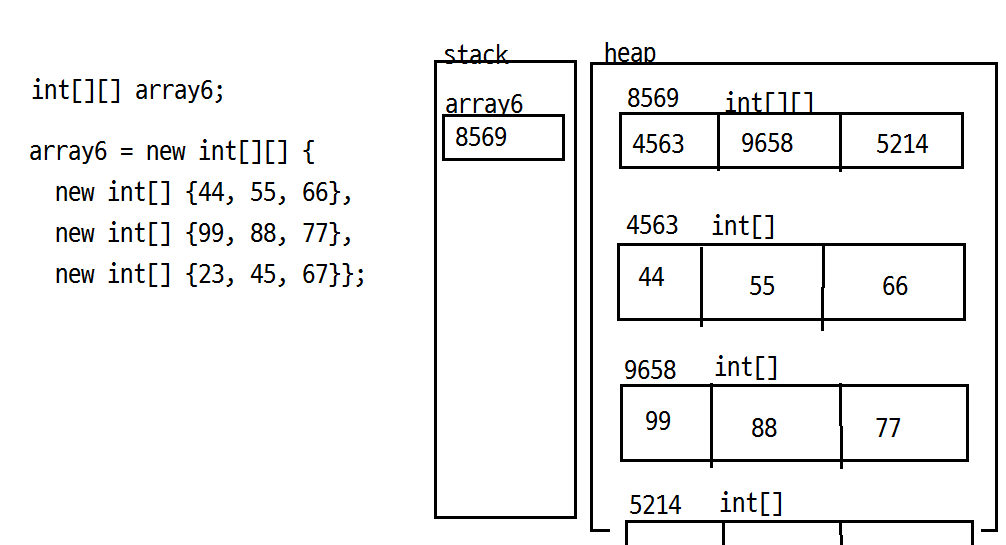 int[][] array6;
array6 = new int[][] {
new int[] {44, 55, 66},
new int[] {99, 88, 77},
new int[] {23, 45, 67}};
stack
array6
8569
heap
8569 int[][]
4563 9658 5214
4563 int[]
44 55 66
9658 int[]
99 88 77
5214 int[]